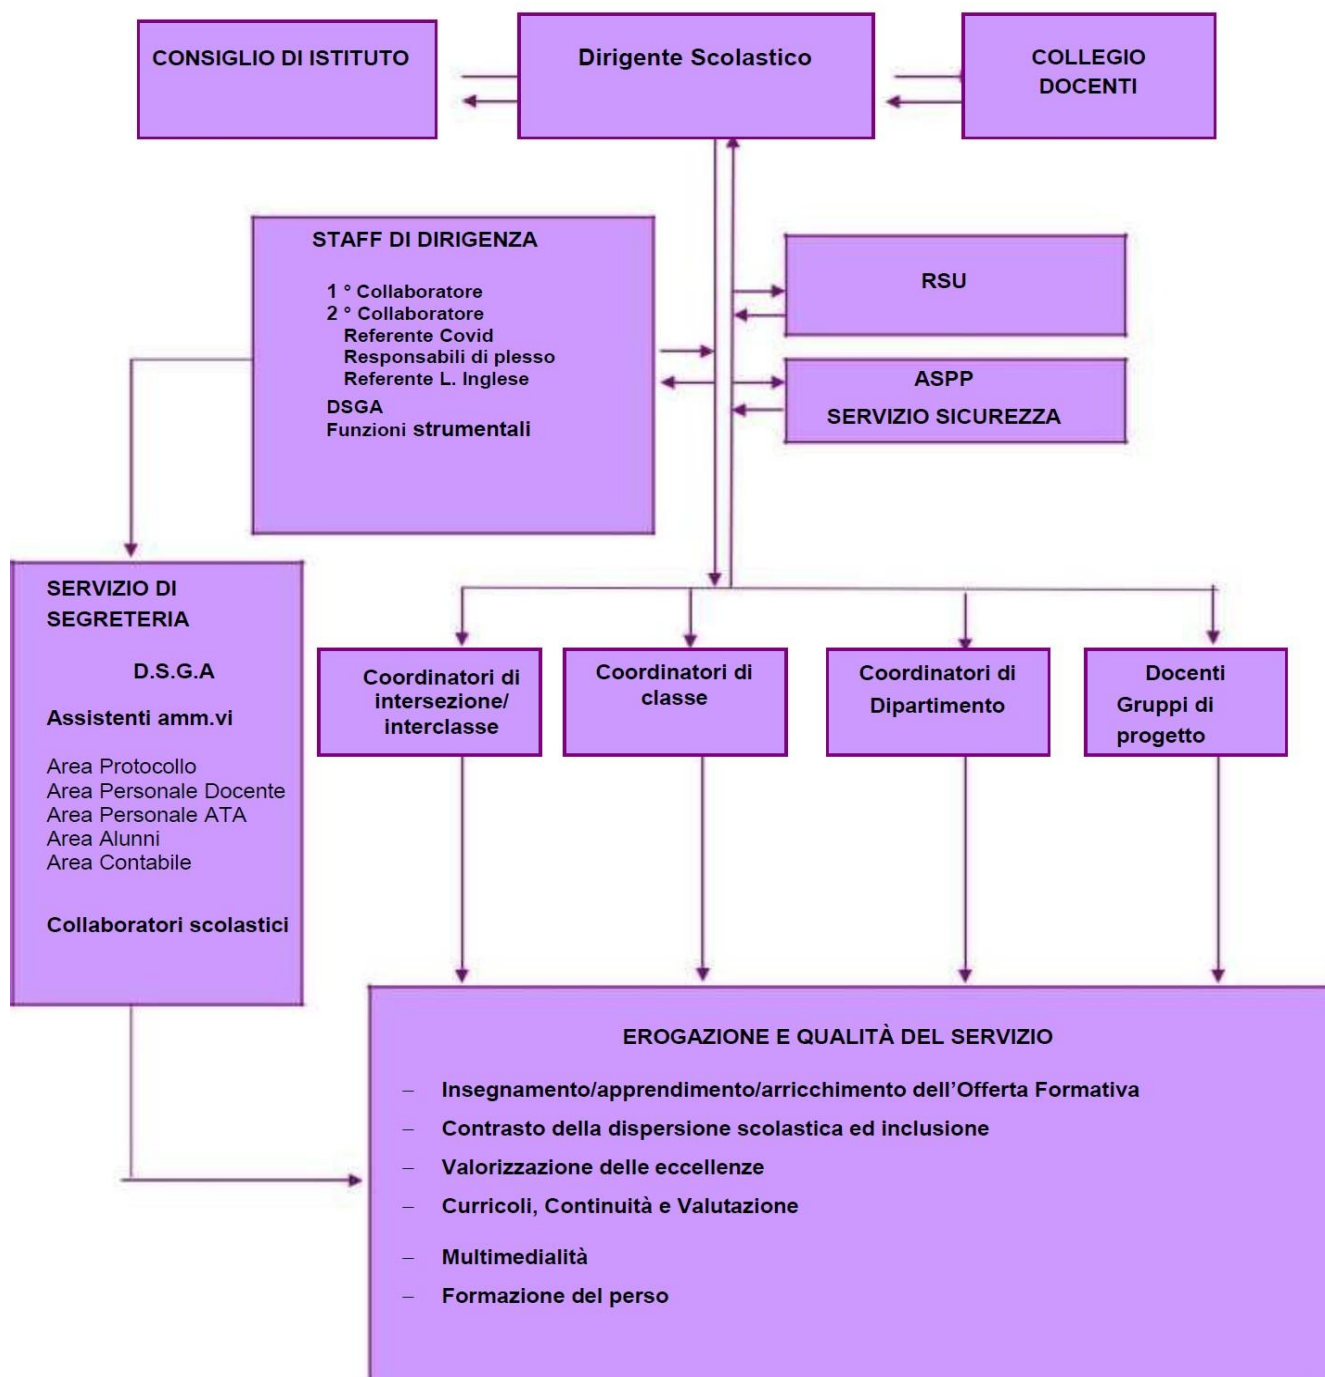 CONSIGLIO DI ISTITUTO
Dirigente Scolastico
COLLEGIO
DOCENTI
STAFF DI DIRIGENZA
1 ° Collaboratore
2 ° Collaboratore
Referente Covid
Responsabili di plesso
Referente L. Inglese
DSGA
Funzioni strumentali
RSU
ASPP
SERVIZIO SICUREZZA
SERVIZIO DI
SEGRETERIA
D.S.G.A
Assistenti amm.vi
Area Protocollo
Area Personale Docente
Area Personale ATA
Area Alunni
Area Contabile
Collaboratori scolastici
Coordinatori di
intersezione/
interclasse
Coordinatori di
classe
Coordinatori di
Dipartimento
Docenti
Gruppi di
progetto
EROGAZIONE E QUALITÀ DEL SERVIZIO
– Insegnamento/apprendimento/arricchimento dell’Offerta Formativa
– Contrasto della dispersione scolastica ed inclusione
– Valorizzazione delle eccellenze
– Curricoli, Continuità e Valutazione
– Multimedialità
– Formazione del perso